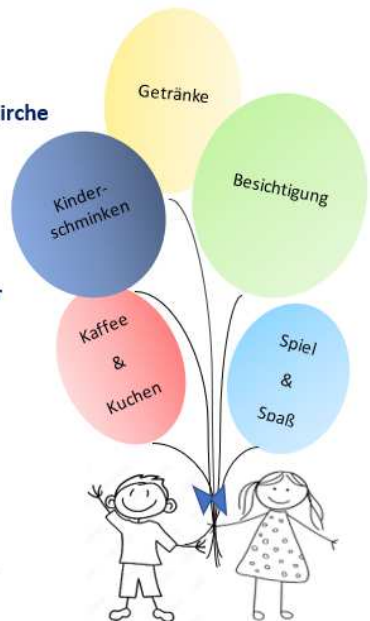 Getränke
irche
Besichtigung
Kinder-
schminken
Kaffee
&
Kuchen
Spiel
&
Spaß